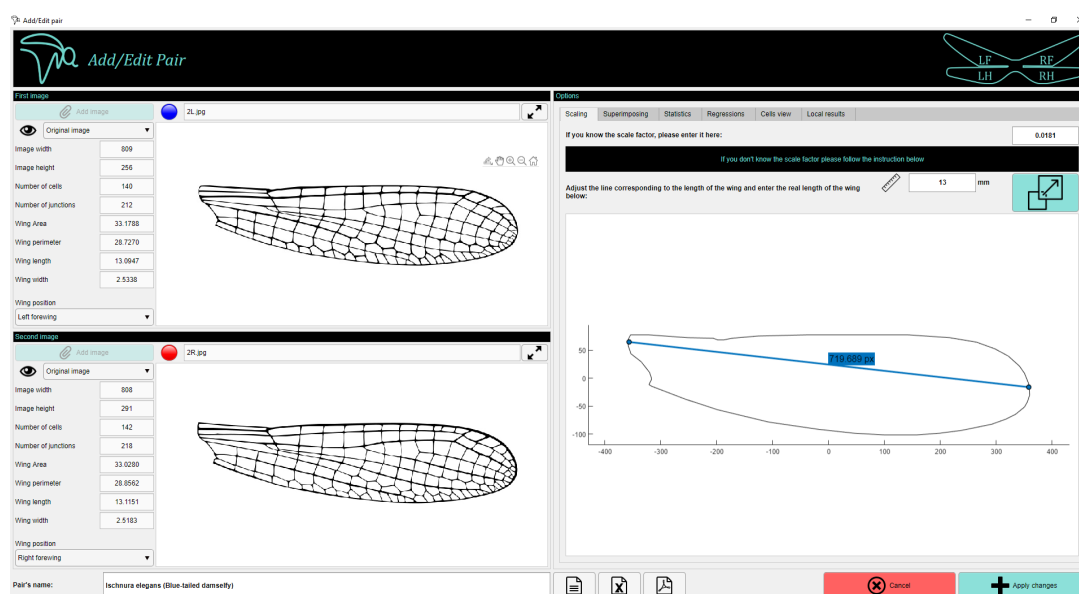 Add/Edit pair
Add/Edit Pair
LF RF
LH RH
First image
Add image
2L.jpg
Original image
Image width 809
Image height 256
Number of cells 140
Number of junctions 212
Wing Area 33.1788
Wing perimeter 28.7270
Wing length 13.0947
Wing width 2.5338
Wing position
Left forewing
Second image
Add image
2R.jpg
Original image
Image width 808
Image height 291
Number of cells 142
Number of junctions 218
Wing Area 33.0280
Wing perimeter 28.8562
Wing length 13.1151
Wing width 2.5183
Wing position
Right forewing
Pair's name: Ischnura elegans (Blue-tailed damselfy)
Options
Scaling Superimposing Statistics Regressions Cells view Local results
If you know the scale factor, please enter it here: 0.0181
If you don't know the scale factor please follow the instruction below
Adjust the line corresponding to the length of the wing and enter the real length of the wing
below:
13 mm
719.689 px
50
0
-50
-100
-400 -300 -200 -100 0 100 200 300 400
Cancel
Apply changes